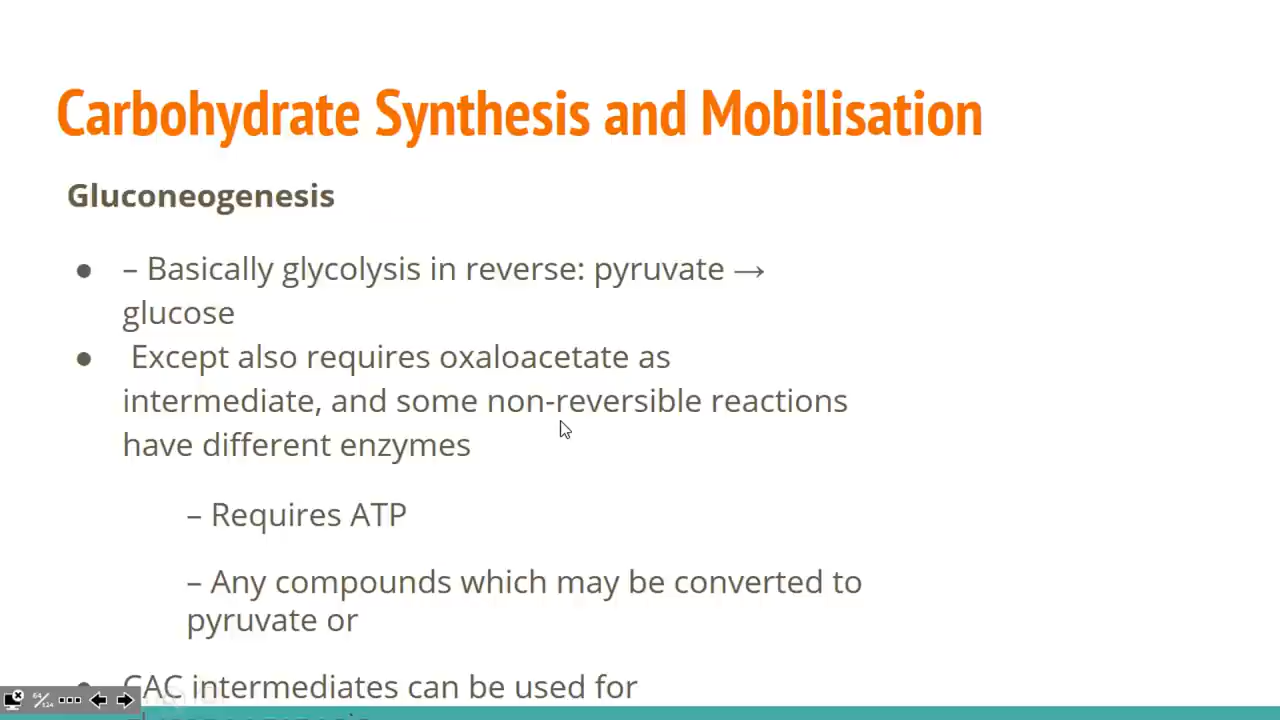 Carbohydrate Synthesis and Mobilisation
Gluconeogenesis
● – Basically glycolysis in reverse: pyruvate →
glucose
● Except also requires oxaloacetate as
intermediate, and some non-reversible reactions
have different enzymes
– Requires ATP
– Any compounds which may be converted to
pyruvate or
● CAC intermediates can be used for